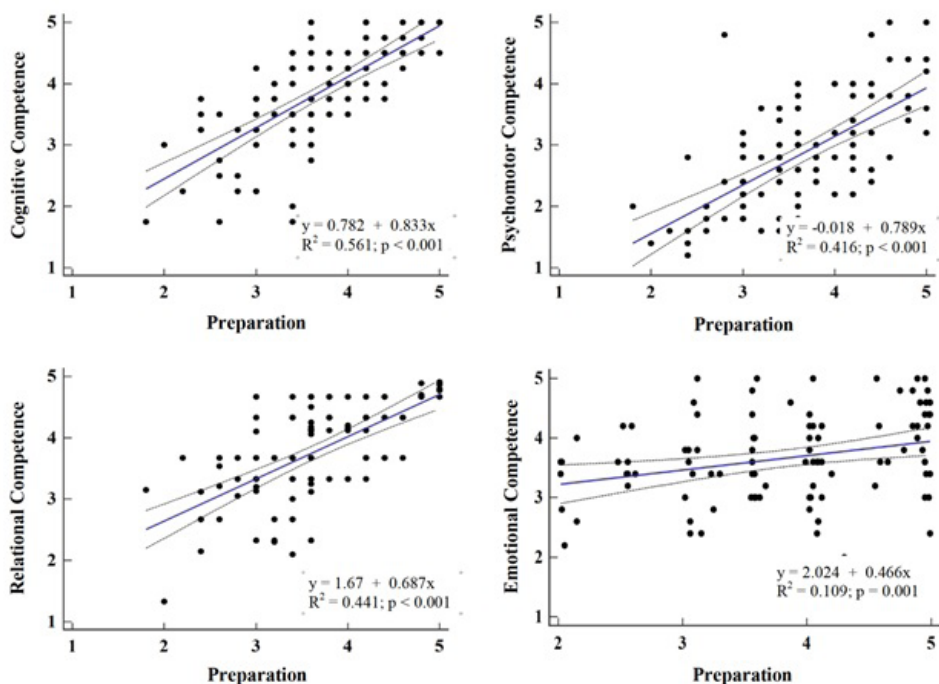 Cognitive Competence
5
4
3
2
1
y = 0.782 + 0.833x
R² = 0.561; p < 0.001
1 2 3 4 5
Preparation
Psychomotor Competence
5
4
3
2
1
y = -0.018 + 0.789x
R² = 0.416; p < 0.001
1 2 3 4 5
Preparation
Relational Competence
5
4
3
2
1
y = 1.67 + 0.687x
R² = 0.441; p < 0.001
1 2 3 4 5
Preparation
Emotional Competence
5
4
3
2
1
y = 2.024 + 0.466x
R² = 0.109; p = 0.001
2 3 4 5
Preparation